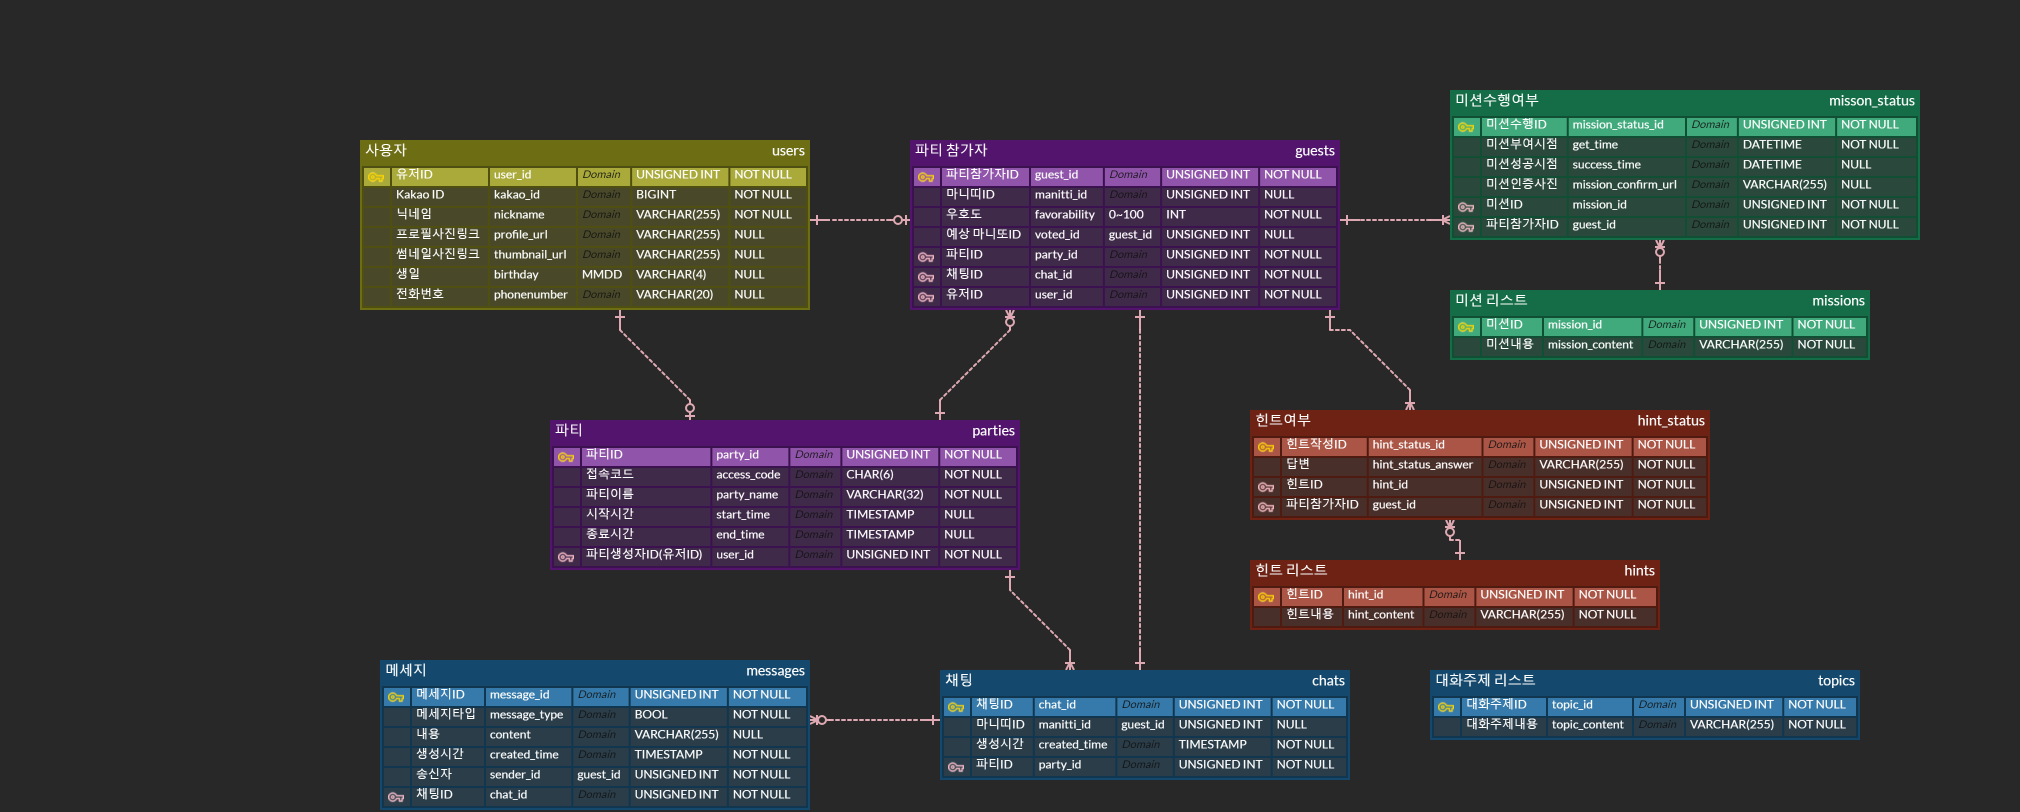 사용자 users
유저ID user_id Domain UNSIGNED INT NOT NULL
Kakao ID kakao_id Domain BIGINT NOT NULL
닉네임 nickname Domain VARCHAR(255) NOT NULL
프로필사진링크 profile_url Domain VARCHAR(255) NULL
썸네일사진링크 thumbnail_url Domain VARCHAR(255) NULL
생일 birthday MMDD VARCHAR(4) NULL
전화번호 phonenumber Domain VARCHAR(20) NULL
파티 참가자 guests
파티참가자ID guest_id Domain UNSIGNED INT NOT NULL
마니띠ID manitti_id Domain UNSIGNED INT NULL
우호도 favorability 0~100 INT NOT NULL
예상 마니또ID voted_id guest_id UNSIGNED INT NULL
파티ID party_id Domain UNSIGNED INT NOT NULL
채팅ID chat_id Domain UNSIGNED INT NOT NULL
유저ID user_id Domain UNSIGNED INT NOT NULL
미션수행여부 misson_status
미션수행ID mission_status_id Domain UNSIGNED INT NOT NULL
미션부여시점 get_time Domain DATETIME NOT NULL
미션성공시점 success_time Domain DATETIME NULL
미션인증사진 mission_confirm_url Domain VARCHAR(255) NULL
미션ID mission_id Domain UNSIGNED INT NOT NULL
파티참가자ID guest_id Domain UNSIGNED INT NOT NULL
미션 리스트 missions
미션ID mission_id Domain UNSIGNED INT NOT NULL
미션내용 mission_content Domain VARCHAR(255) NOT NULL
파티 parties
파티ID party_id Domain UNSIGNED INT NOT NULL
접속코드 access_code Domain CHAR(6) NOT NULL
파티이름 party_name Domain VARCHAR(32) NOT NULL
시작시간 start_time Domain TIMESTAMP NULL
종료시간 end_time Domain TIMESTAMP NULL
파티생성자ID(유저ID) user_id Domain UNSIGNED INT NOT NULL
힌트여부 hint_status
힌트작성ID hint_status_id Domain UNSIGNED INT NOT NULL
답변 hint_status_answer Domain VARCHAR(255) NOT NULL
힌트ID hint_id Domain UNSIGNED INT NOT NULL
파티참가자ID guest_id Domain UNSIGNED INT NOT NULL
힌트 리스트 hints
힌트ID hint_id Domain UNSIGNED INT NOT NULL
힌트내용 hint_content Domain VARCHAR(255) NOT NULL
메세지 messages
메세지ID message_id Domain UNSIGNED INT NOT NULL
메세지타입 message_type Domain BOOL NOT NULL
내용 content Domain VARCHAR(255) NULL
생성시간 created_time Domain TIMESTAMP NOT NULL
송신자 sender_id guest_id UNSIGNED INT NOT NULL
채팅ID chat_id Domain UNSIGNED INT NOT NULL
채팅 chats
채팅ID chat_id Domain UNSIGNED INT NOT NULL
마니띠ID manitti_id guest_id UNSIGNED INT NULL
생성시간 created_time Domain TIMESTAMP NOT NULL
파티ID party_id Domain UNSIGNED INT NOT NULL
대화주제 리스트 topics
대화주제ID topic_id Domain UNSIGNED INT NOT NULL
대화주제내용 topic_content Domain VARCHAR(255) NOT NULL